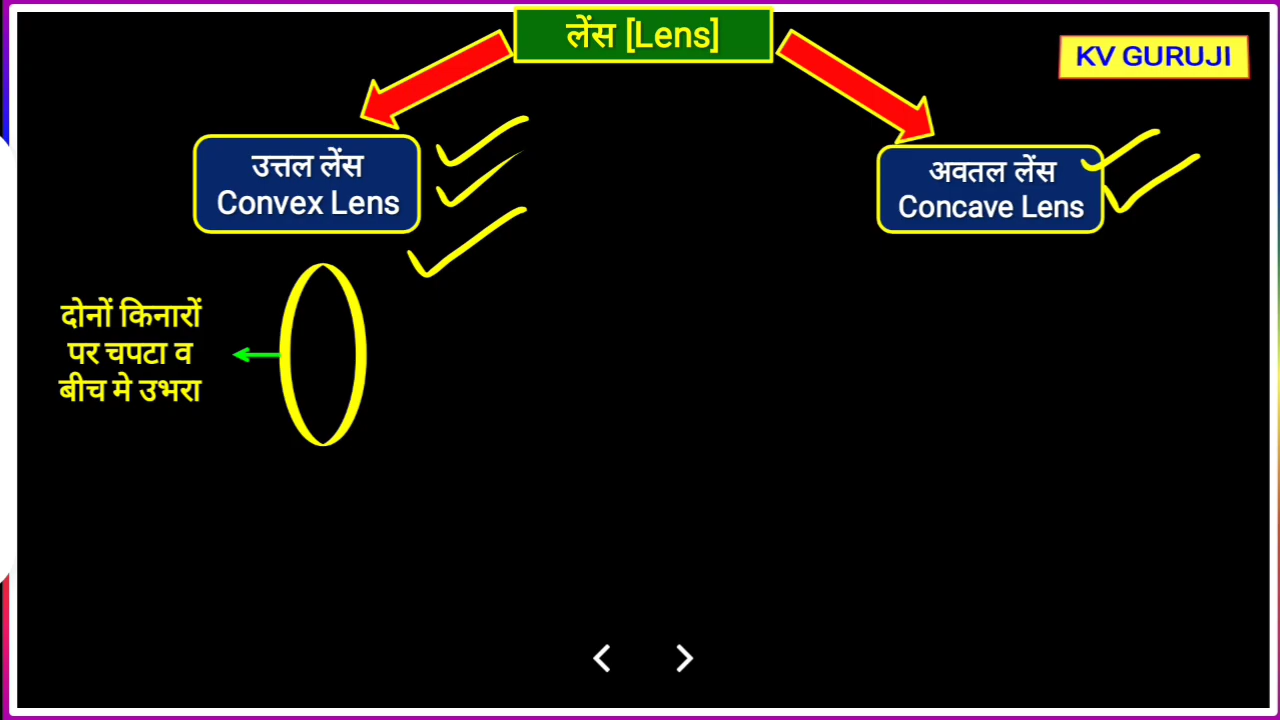 लेंस [Lens]
KV GURUJI
उत्तल लेंस
Convex Lens
अवतल लेंस
Concave Lens
दोनों किनारों
पर चपटा व
बीच मे उभरा